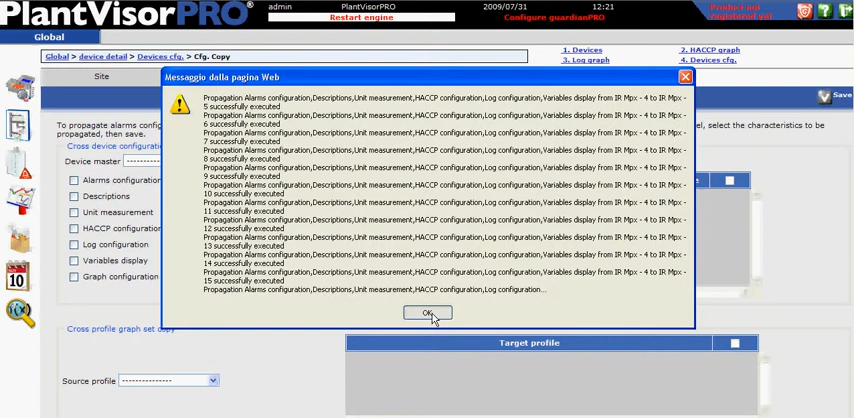 PlantVisorPRO®
admin
PlantVisorPRO
2009/07/31
12:21
Product not
registered yet
Restart engine
Configure guardianPRO
Global
Global > device detail > Devices cfg. > Cfg. Copy
1. Devices
2. HACCP graph
3. Log graph
4. Devices cfg.
Site
Save
Messaggio dalla pagina Web
Propagation Alarms configuration,Descriptions,Unit measurement,HACCP configuration,Log configuration,Variables display from IR Mpx - 4 to IR Mpx -
5 successfully executed
Propagation Alarms configuration,Descriptions,Unit measurement,HACCP configuration,Log configuration,Variables display from IR Mpx - 4 to IR Mpx -
6 successfully executed
Propagation Alarms configuration,Descriptions,Unit measurement,HACCP configuration,Log configuration,Variables display from IR Mpx - 4 to IR Mpx -
7 successfully executed
Propagation Alarms configuration,Descriptions,Unit measurement,HACCP configuration,Log configuration,Variables display from IR Mpx - 4 to IR Mpx -
8 successfully executed
Propagation Alarms configuration,Descriptions,Unit measurement,HACCP configuration,Log configuration,Variables display from IR Mpx - 4 to IR Mpx -
9 successfully executed
Propagation Alarms configuration,Descriptions,Unit measurement,HACCP configuration,Log configuration,Variables display from IR Mpx - 4 to IR Mpx -
10 successfully executed
Propagation Alarms configuration,Descriptions,Unit measurement,HACCP configuration,Log configuration,Variables display from IR Mpx - 4 to IR Mpx -
11 successfully executed
Propagation Alarms configuration,Descriptions,Unit measurement,HACCP configuration,Log configuration,Variables display from IR Mpx - 4 to IR Mpx -
12 successfully executed
Propagation Alarms configuration,Descriptions,Unit measurement,HACCP configuration,Log configuration,Variables display from IR Mpx - 4 to IR Mpx -
13 successfully executed
Propagation Alarms configuration,Descriptions,Unit measurement,HACCP configuration,Log configuration,Variables display from IR Mpx - 4 to IR Mpx -
14 successfully executed
Propagation Alarms configuration,Descriptions,Unit measurement,HACCP configuration,Log configuration,Variables display from IR Mpx - 4 to IR Mpx -
15 successfully executed
Propagation Alarms configuration,Descriptions,Unit measurement,HACCP configuration,Log configuration...
OK
To propagate alarms config
el, select the characteristics to be
propagated, then save.
Cross device configuratio
Device master ----------
Alarms configuration
Descriptions
Unit measurement
HACCP configuration
Log configuration
Variables display
Graph configuration
10
Cross profile graph set copy
Target profile
Source profile ---------------